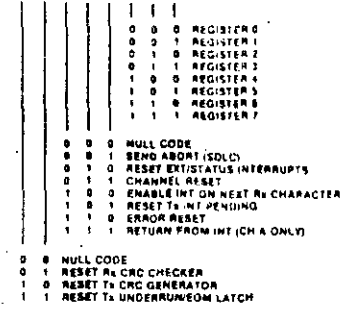 0 0 0 REGISTER 0
0 0 1 REGISTER 1
0 1 0 REGISTER 2
0 1 1 REGISTER 3
1 0 0 REGISTER 4
1 0 1 REGISTER 5
1 1 0 REGISTER 6
1 1 1 REGISTER 7
0 0 0 NULL CODE
0 0 1 SEND ABORT (SDLC)
0 1 0 RESET EXT/STATUS INTERRUPTS
0 1 1 CHANNEL RESET
1 0 0 ENABLE INT ON NEXT Rx CHARACTER
1 0 1 RESET Tx INT PENDING
1 1 0 ERROR RESET
1 1 1 RETURN FROM INT (CH A ONLY)
0 0 NULL CODE
0 1 RESET Rx CRC CHECKER
1 0 RESET Tx CRC GENERATOR
1 1 RESET Tx UNDERRUN/EOM LATCH